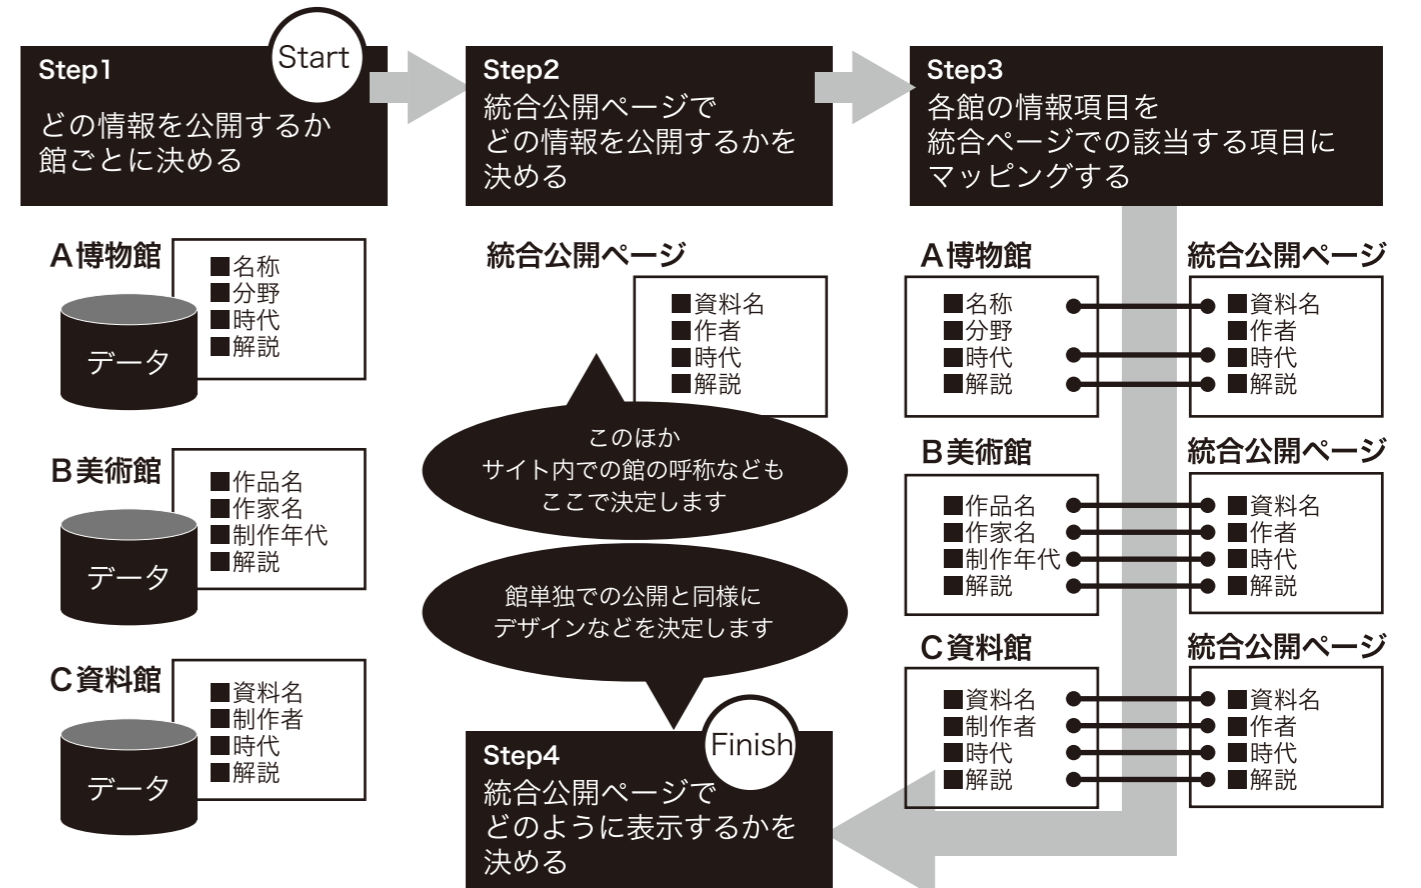 Start
Step1
どの情報を公開するか
館ごとに決める
Step2
統合公開ページで
どの情報を公開するかを
決める
Step3
各館の情報項目を
統合ページでの該当する項目に
マッピングする
A博物館
■名称
■分野
■時代
■解説
データ
B美術館
■作品名
■作家名
■制作年代
■解説
データ
C資料館
■資料名
■制作者
■時代
■解説
データ
統合公開ページ
■資料名
■作者
■時代
■解説
このほか
サイト内での館の呼称なども
ここで決定します
館単独での公開と同様に
デザインなどを決定します
A博物館
■名称
■分野
■時代
■解説
統合公開ページ
■資料名
■作者
■時代
■解説
B美術館
■作品名
■作家名
■制作年代
■解説
統合公開ページ
■資料名
■作者
■時代
■解説
C資料館
■資料名
■制作者
■時代
■解説
統合公開ページ
■資料名
■作者
■時代
■解説
Finish
Step4
統合公開ページで
どのように表示するかを
決める